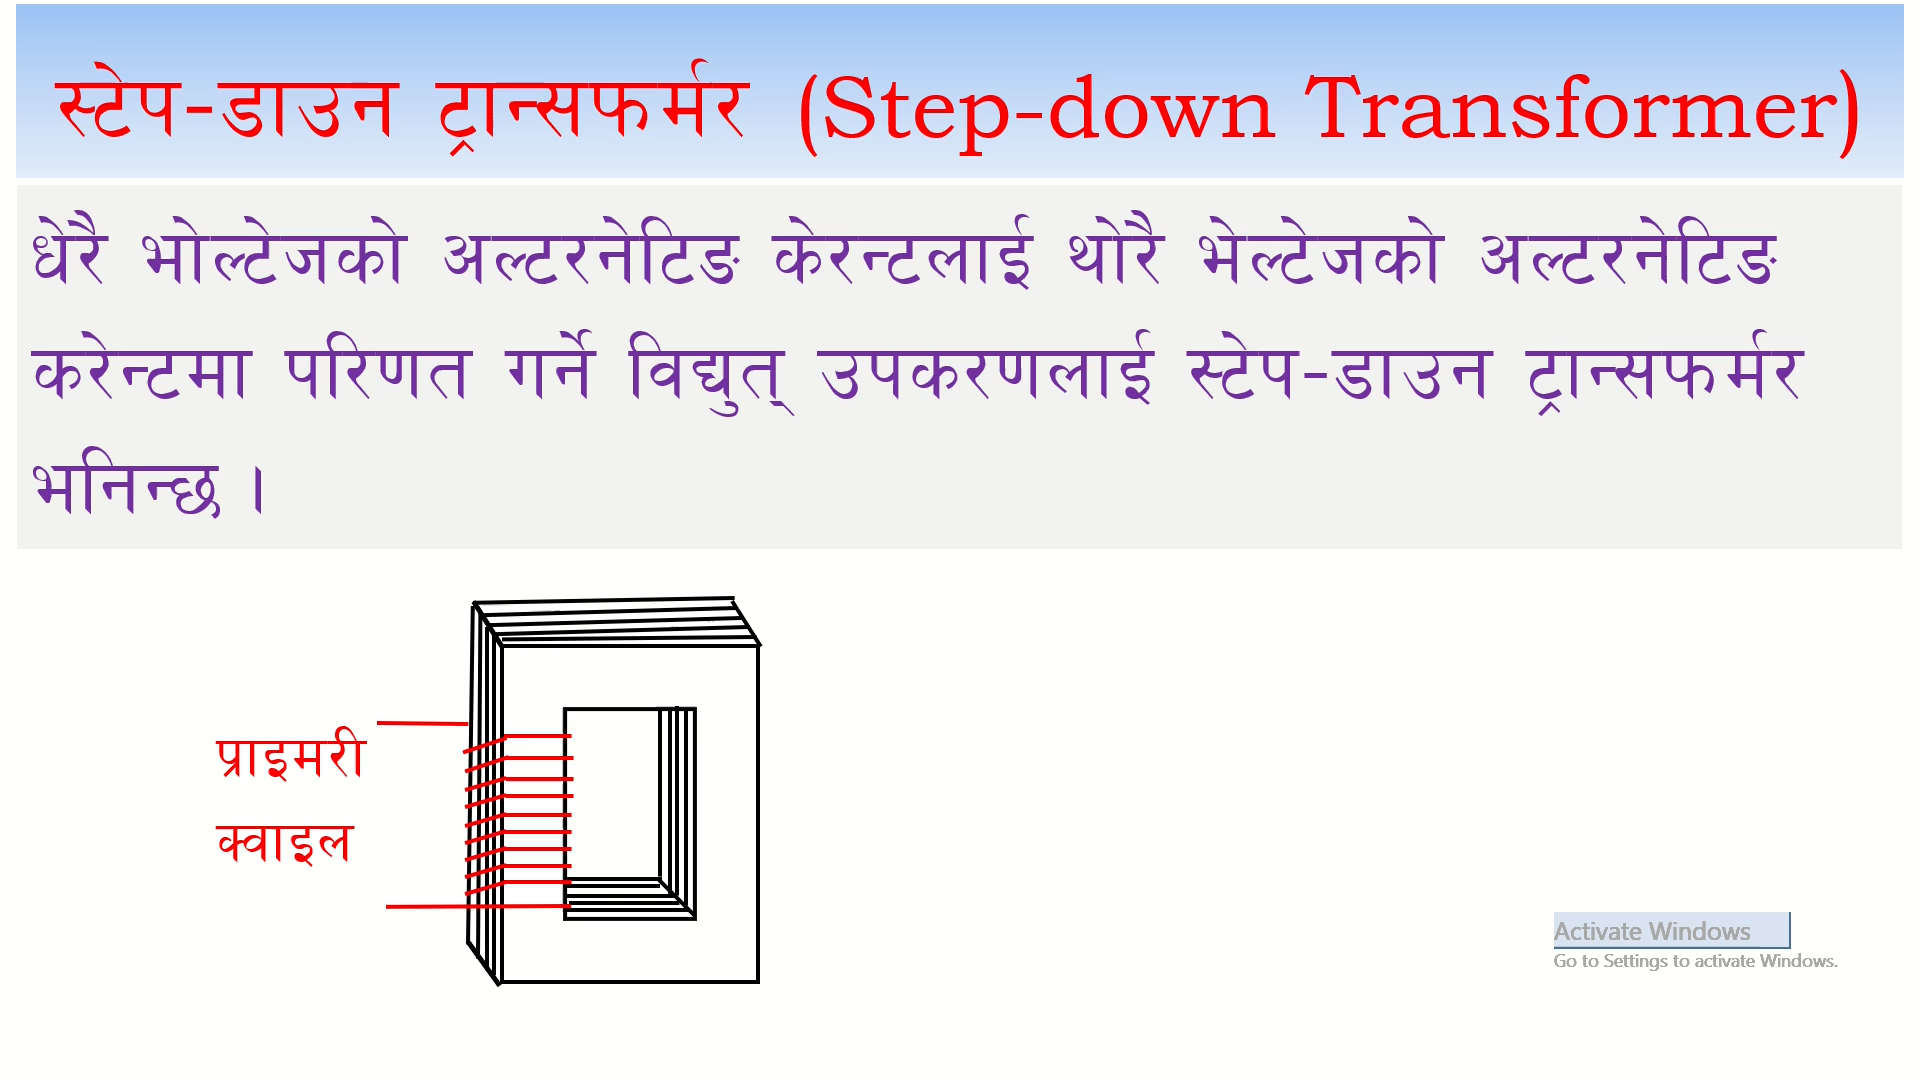 स्टेप-डाउन ट्रान्सफर्मर (Step-down Transformer)
धेरै भोल्टेजको अल्टरनेटिङ केरन्टलाई थोरै भेल्टेजको अल्टरनेटिङ
करेन्टमा परिणत गर्ने विद्युत् उपकरणलाई स्टेप-डाउन ट्रान्सफर्मर
भनिन्छ ।
प्राइमरी
क्वाइल
Activate Windows
Go to Settings to activate Windows.